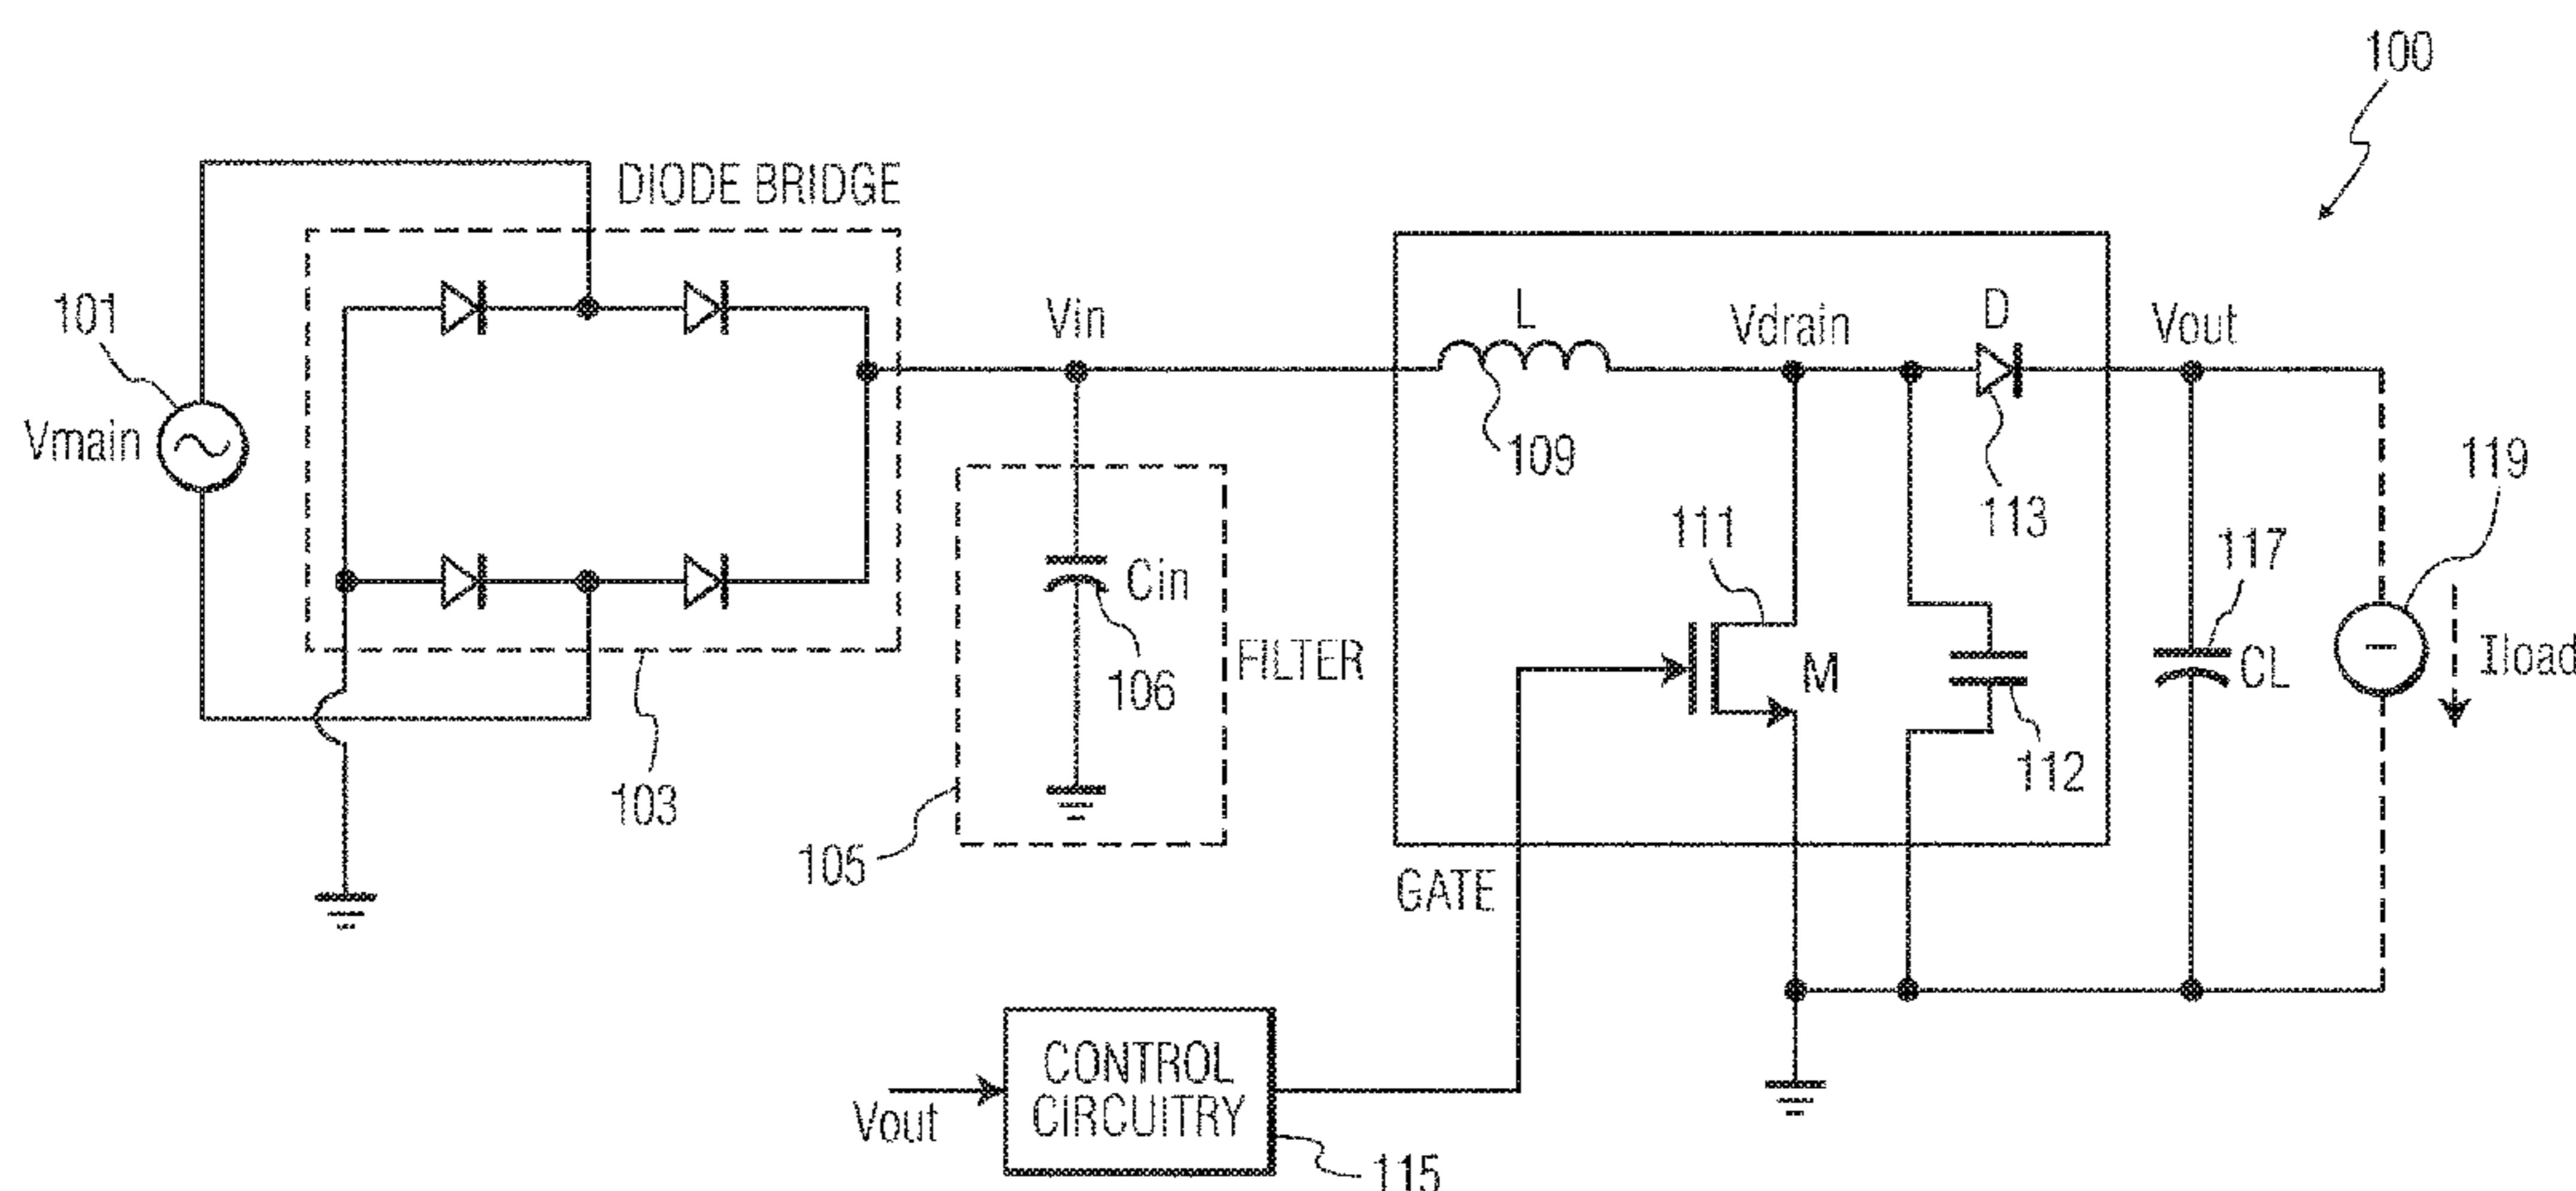 100
DIODE BRIDGE
101
Vmain
103
Vin
Cin
106
FILTER
105
L
109
Vdrain
D
113
Vout
111
M
112
117
CL
119
Iload
GATE
Vout
CONTROL
CIRCUITRY
115